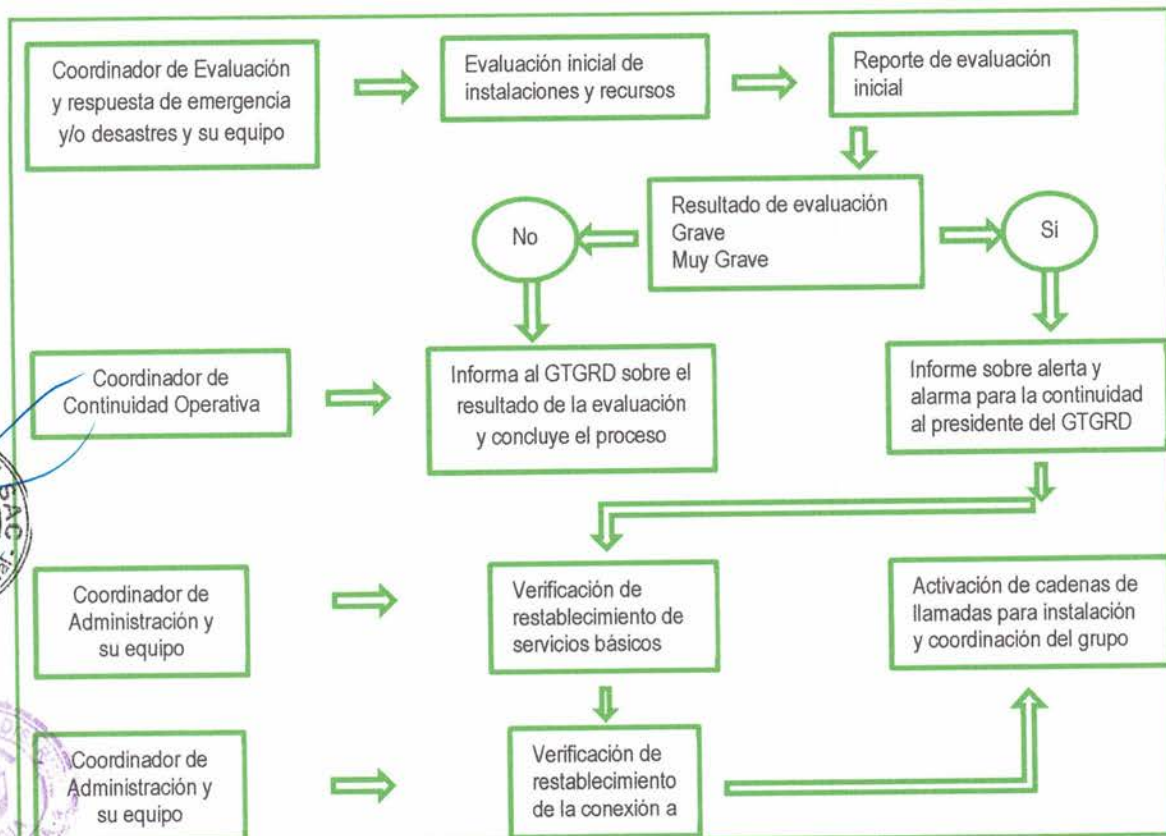 Coordinador de Evaluación
y respuesta de emergencia
y/o desastres y su equipo
Evaluación inicial de
instalaciones y recursos
Reporte de evaluación
inicial
Resultado de evaluación
Grave
Muy Grave
No
Si
Coordinador de
Continuidad Operativa
Informa al GTGRD sobre el
resultado de la evaluación
y concluye el proceso
Informe sobre alerta y
alarma para la continuidad
al presidente del GTGRD
Coordinador de
Administración y
su equipo
Verificación de
restablecimiento de
servicios básicos
Activación de cadenas de
llamadas para instalación
y coordinación del grupo
Coordinador de
Administración y
su equipo
Verificación de
restablecimiento
de la conexión a